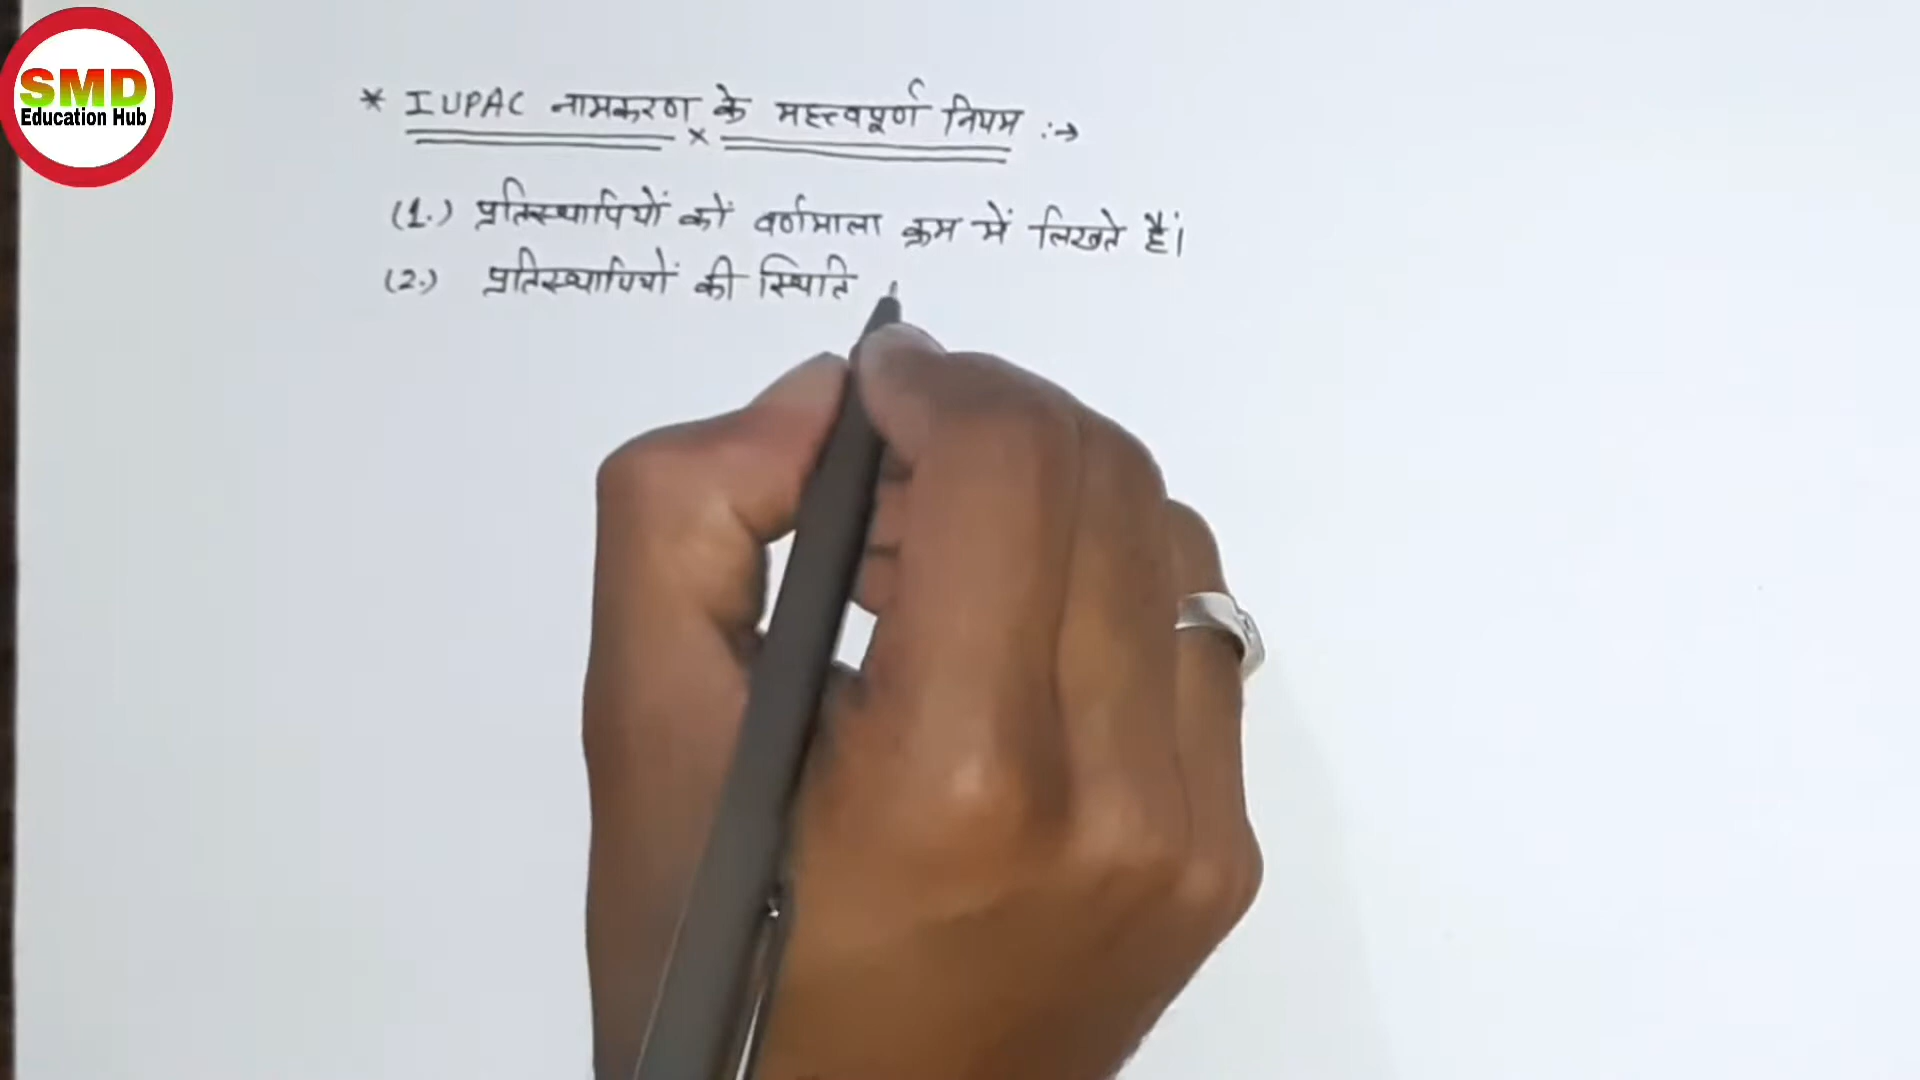 SMD
Education Hub
* IUPAC नामकरण के महत्त्वपूर्ण नियम :→
(1.) प्रतिस्थापियों को वर्णमाला क्रम में लिखते हैं।
(2.) प्रतिस्थापियों की स्थिति